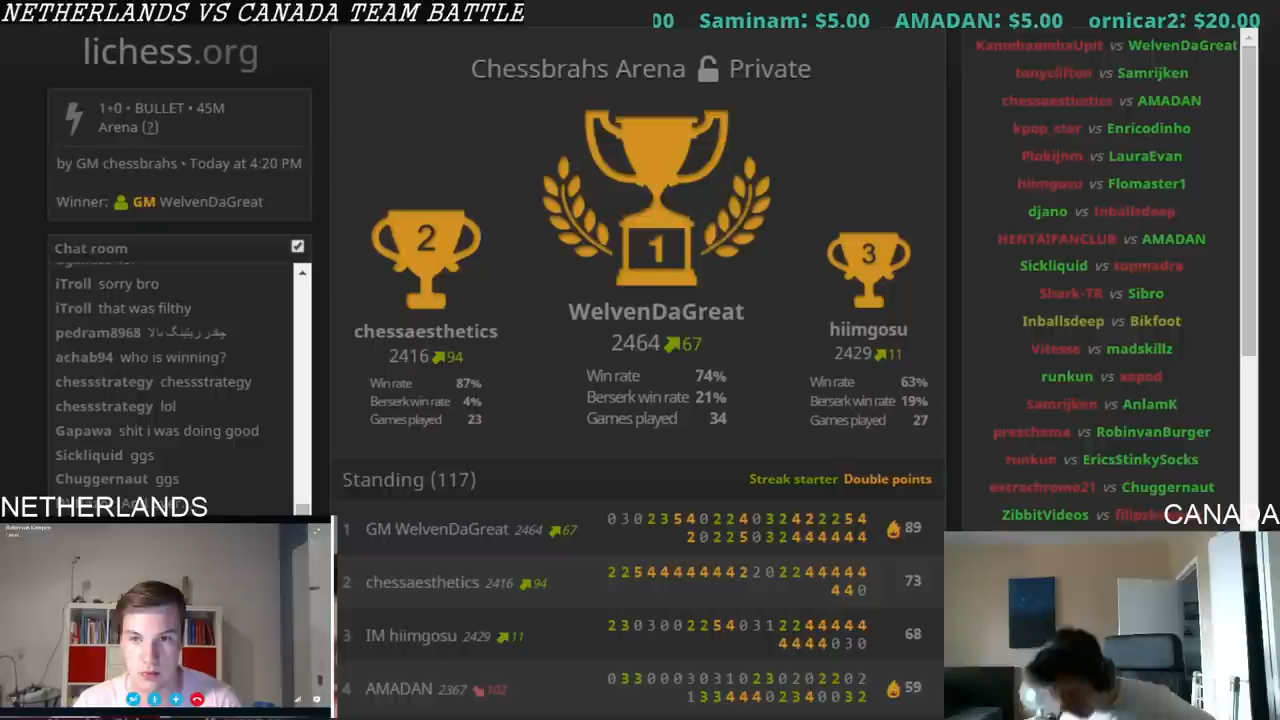 NETHERLANDS VS CANADA TEAM BATTLE
00 Saminam: $5.00 AMADAN: $5.00 ornicar2: $20.00
lichess.org
1+0 • BULLET • 45M
Arena (?)
by GM chessbrahs • Today at 4:20 PM
Winner: GM WelvenDaGreat
Chat room
iTroll sorry bro
iTroll that was filthy
pedram8968
achab94 who is winning?
chessstrategy chessstrategy
chessstrategy lol
Gapawa shit i was doing good
Sickliquid ggs
Chuggernaut ggs
NETHERLANDS
Chessbrahs Arena Private
2
1
3
chessaesthetics
2416 94
Win rate 87%
Berserk win rate 4%
Games played 23
WelvenDaGreat
2464 67
Win rate 74%
Berserk win rate 21%
Games played 34
hiimgosu
2429 11
Win rate 63%
Berserk win rate 19%
Games played 27
Standing (117) Streak starter Double points
1 GM WelvenDaGreat 2464 67 0 3 0 2 3 5 4 0 2 2 4 0 3 2 4 2 2 2 5 4 89
2 0 2 2 5 0 3 2 4 4 4 4 4 4
2 chessaesthetics 2416 94 2 2 5 4 4 4 4 4 4 4 2 2 0 2 2 4 4 4 4 4 73
4 4 0
3 IM hiimgosu 2429 11 2 3 0 3 0 0 2 2 5 4 0 3 1 2 2 4 4 4 4 4 68
4 4 4 4 0 3 0
4 AMADAN 2367 102 0 3 3 0 0 0 3 0 3 1 0 2 3 0 2 0 2 2 0 2 59
1 3 3 4 4 4 0 2 3 4 0 0 3 2
vs WelvenDaGreat
tonyclifton vs Samrijken
chessaesthetics vs AMADAN
kpop_star vs Enricodinho
vs LauraEvan
hiimgosu vs Flomaster1
djano vs Inballsdeep
HENTAIFANCLUB vs AMADAN
Sickliquid vs topmadra
Shark-TR vs Sibro
Inballsdeep vs Bikfoot
Vitesse vs madskillz
runkun vs
Samrijken vs AnlamK
preschema vs RobinvanBurger
runkun vs EricsStinkySocks
extrachromo21 vs Chuggernaut
ZibbitVideos vs
CANADA